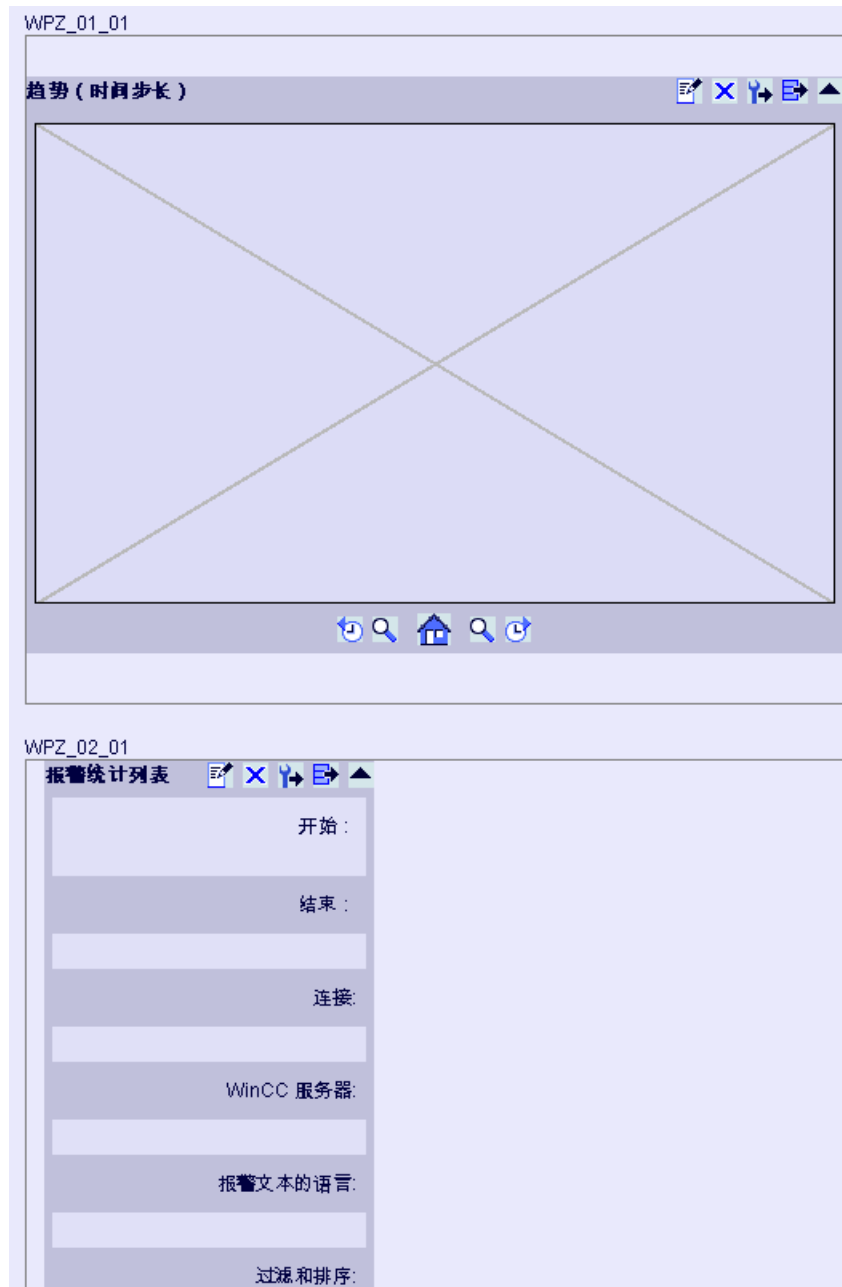 WPZ_01_01
趋势(时间步长)
WPZ_02_01
报警统计列表
开始:
结束:
连接:
WinCC 服务器:
报警文本的语言:
过滤和排序: